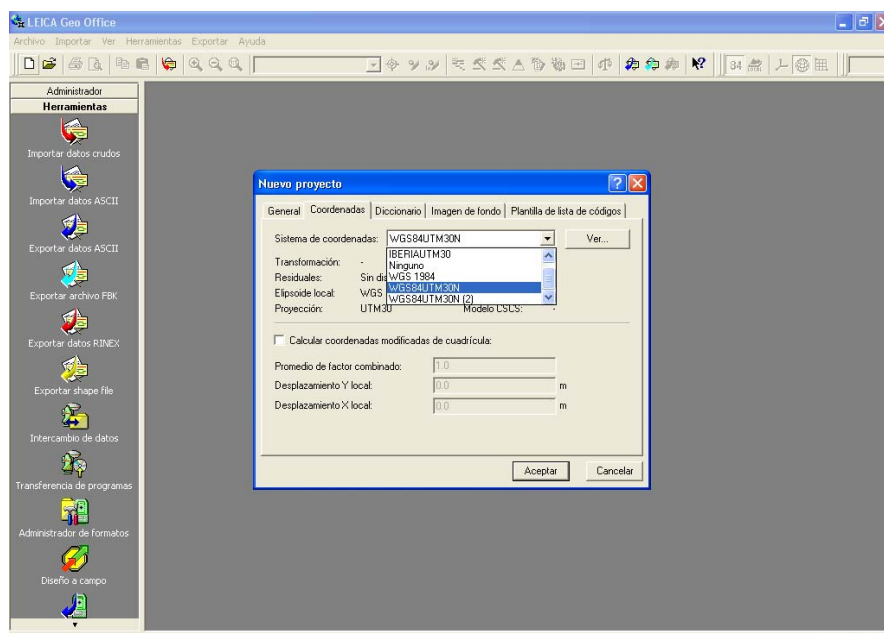 LEICA Geo Office
Archivo Importar Ver Herramientas Exportar Ayuda
84
Administrador
Herramientas
Importar datos crudos
Importar datos ASCII
Exportar datos ASCII
Exportar archivo FBK
Exportar datos RINEX
Exportar shape file
Intercambio de datos
Transferencia de programas
Administrador de formatos
Diseño a campo
Nuevo proyecto
General Coordenadas Diccionario Imagen de fondo Plantilla de lista de códigos
Sistema de coordenadas: WGS84UTM30N Ver...
IBERIAUTM30
Ninguno
WGS 1984
WGS84UTM30N
WGS84UTM30N (2)
Transformación: -
Residuales: Sin dis
Elipsoide local: WGS
Proyección: UTM30 Modelo CSCS: -
Calcular coordenadas modificadas de cuadrícula:
Promedio de factor combinado: 1.0
Desplazamiento Y local: 0.0 m
Desplazamiento X local: 0.0 m
Aceptar Cancelar